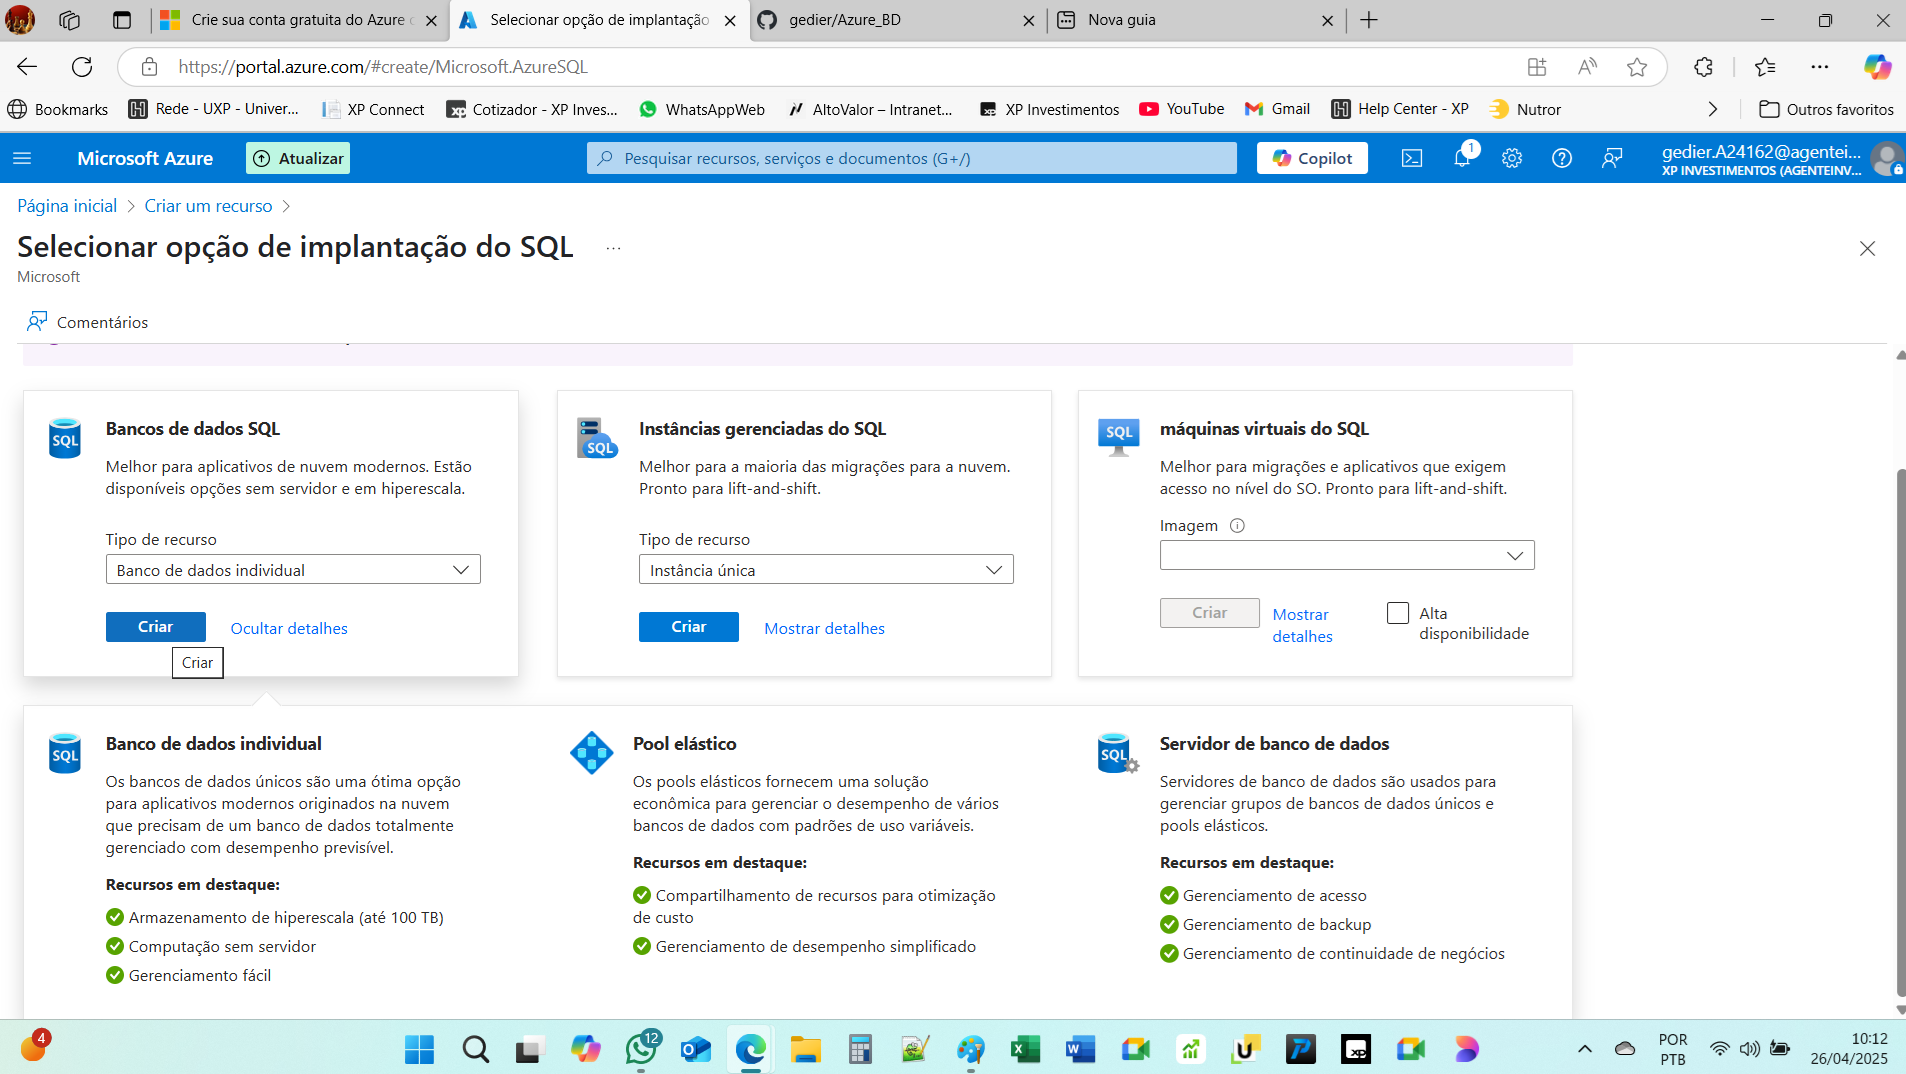 Crie sua conta gratuita do Azure
Selecionar opção de implantação
gedier/Azure_BD
Nova guia
https://portal.azure.com/#create/Microsoft.AzureSQL
Bookmarks
Rede - UXP - Univer...
XP Connect
Cotizador - XP Inves...
WhatsAppWeb
AltoValor – Intranet...
XP Investimentos
YouTube
Gmail
Help Center - XP
Nutror
Outros favoritos
Microsoft Azure
Atualizar
Pesquisar recursos, serviços e documentos (G+/)
Copilot
1
gedier.A24162@agentei...
XP INVESTIMENTOS (AGENTEINV...
Página inicial > Criar um recurso >
Selecionar opção de implantação do SQL ...
Microsoft
Comentários
SQL
Bancos de dados SQL
Melhor para aplicativos de nuvem modernos. Estão
disponíveis opções sem servidor e em hiperescala.
Tipo de recurso
Banco de dados individual
Criar
Ocultar detalhes
Criar
SQL
Instâncias gerenciadas do SQL
Melhor para a maioria das migrações para a nuvem.
Pronto para lift-and-shift.
Tipo de recurso
Instância única
Criar
Mostrar detalhes
SQL
máquinas virtuais do SQL
Melhor para migrações e aplicativos que exigem
acesso no nível do SO. Pronto para lift-and-shift.
Imagem
Criar
Mostrar
detalhes
Alta
disponibilidade
SQL
Banco de dados individual
Os bancos de dados únicos são uma ótima opção
para aplicativos modernos originados na nuvem
que precisam de um banco de dados totalmente
gerenciado com desempenho previsível.
Recursos em destaque:
Armazenamento de hiperescala (até 100 TB)
Computação sem servidor
Gerenciamento fácil
Pool elástico
Os pools elásticos fornecem uma solução
econômica para gerenciar o desempenho de vários
bancos de dados com padrões de uso variáveis.
Recursos em destaque:
Compartilhamento de recursos para otimização
de custo
Gerenciamento de desempenho simplificado
SQL
Servidor de banco de dados
Servidores de banco de dados são usados para
gerenciar grupos de bancos de dados únicos e
pools elásticos.
Recursos em destaque:
Gerenciamento de acesso
Gerenciamento de backup
Gerenciamento de continuidade de negócios
4
12
xp
POR
PTB
10:12
26/04/2025